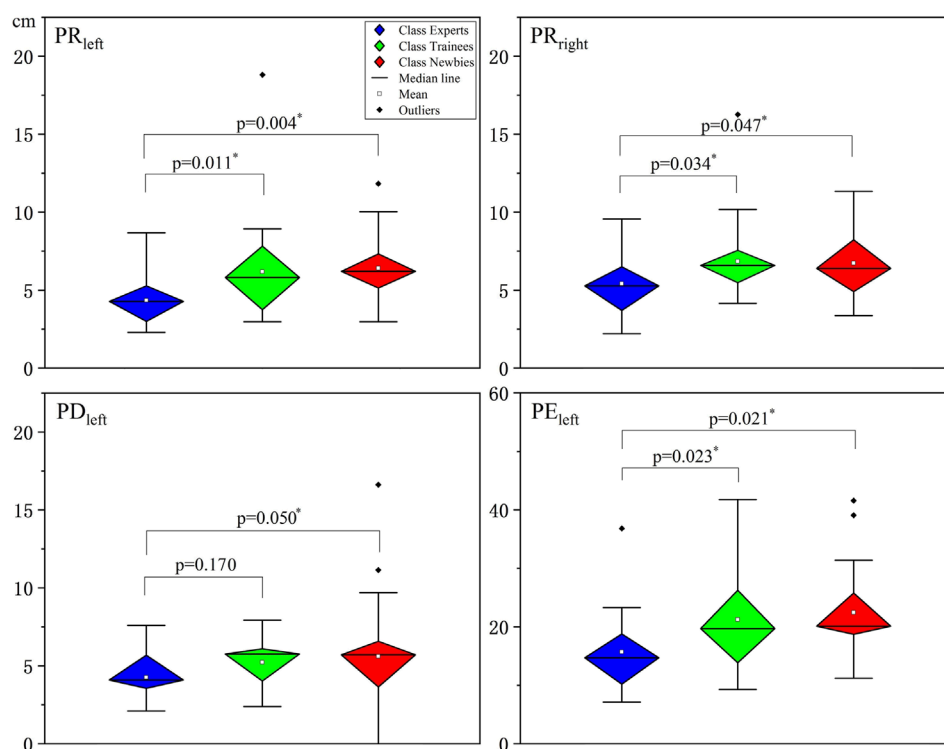 cm
PR_left
Class Experts
Class Trainees
Class Newbies
Median line
Mean
Outliers
p=0.004*
p=0.011*
20
15
10
5
0
PR_right
p=0.047*
p=0.034*
20
15
10
5
0
PD_left
p=0.050*
p=0.170
20
15
10
5
0
PE_left
p=0.021*
p=0.023*
60
40
20
0